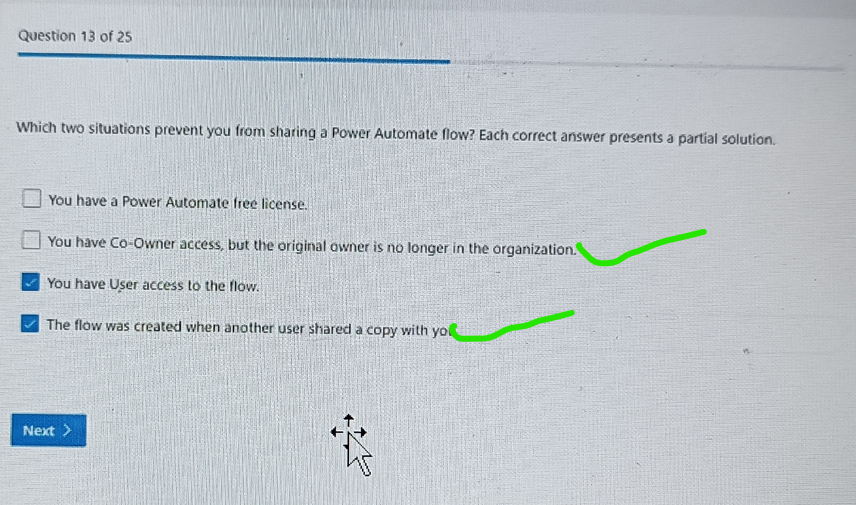 Question 13 of 25
Which two situations prevent you from sharing a Power Automate flow? Each correct answer presents a partial solution.
You have a Power Automate free license.
You have Co-Owner access, but the original owner is no longer in the organization.
You have User access to the flow.
The flow was created when another user shared a copy with
Next >